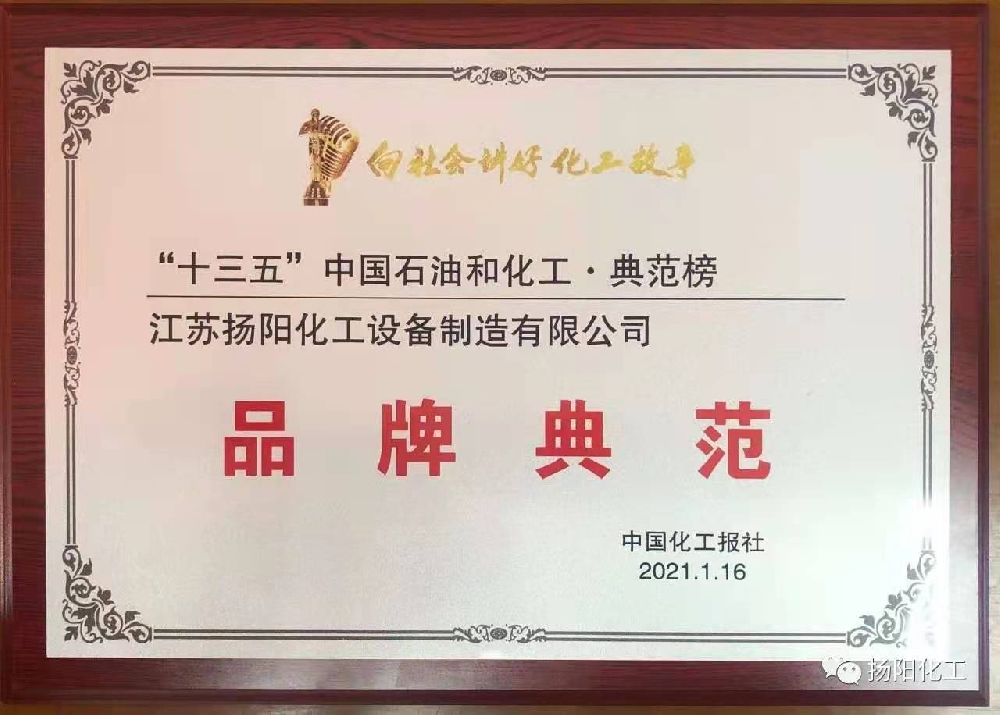 向社会讲好化工故事
“十三五”中国石油和化工·典范榜
江苏扬阳化工设备制造有限公司
品牌典范
中国化工报社
2021.1.16
扬阳化工